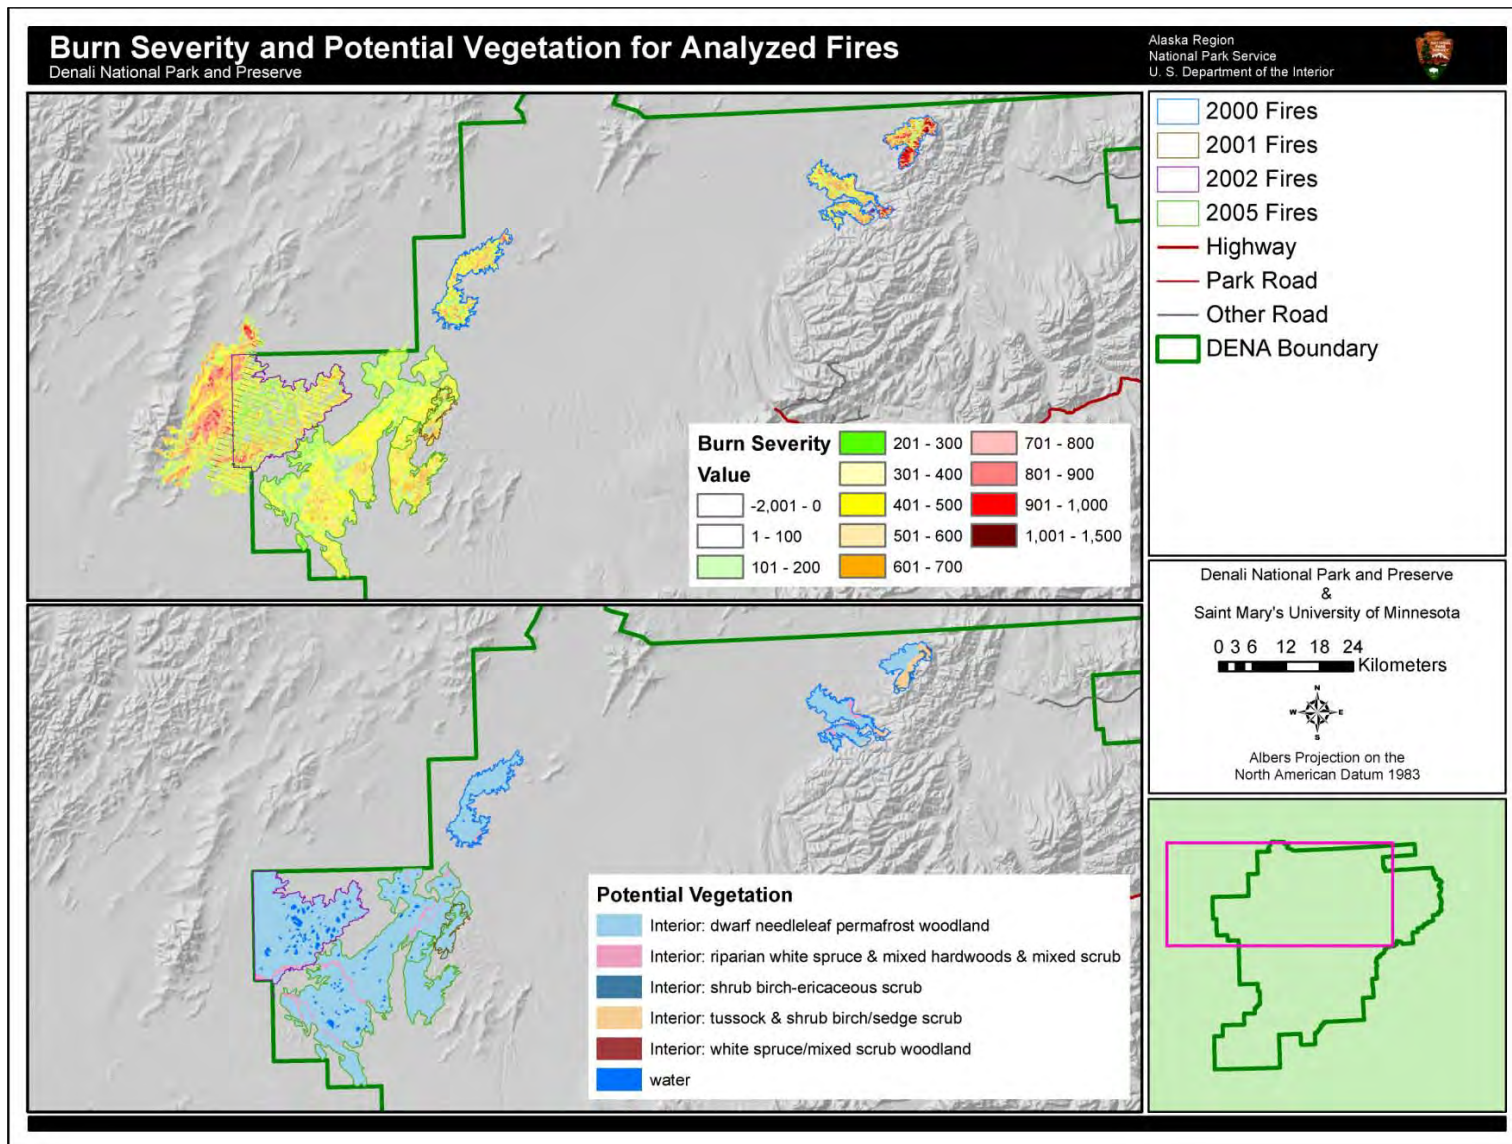 Burn Severity and Potential Vegetation for Analyzed Fires
Denali National Park and Preserve
Alaska Region
National Park Service
U. S. Department of the Interior
2000 Fires
2001 Fires
2002 Fires
2005 Fires
Highway
Park Road
Other Road
DENA Boundary
Burn Severity
Value
-2,001 - 0
1 - 100
101 - 200
201 - 300
301 - 400
401 - 500
501 - 600
601 - 700
701 - 800
801 - 900
901 - 1,000
1,001 - 1,500
Denali National Park and Preserve
&
Saint Mary's University of Minnesota
0 3 6 12 18 24
Kilometers
N
W E
S
Albers Projection on the
North American Datum 1983
Potential Vegetation
Interior: dwarf needleleaf permafrost woodland
Interior: riparian white spruce & mixed hardwoods & mixed scrub
Interior: shrub birch-ericaceous scrub
Interior: tussock & shrub birch/sedge scrub
Interior: white spruce/mixed scrub woodland
water